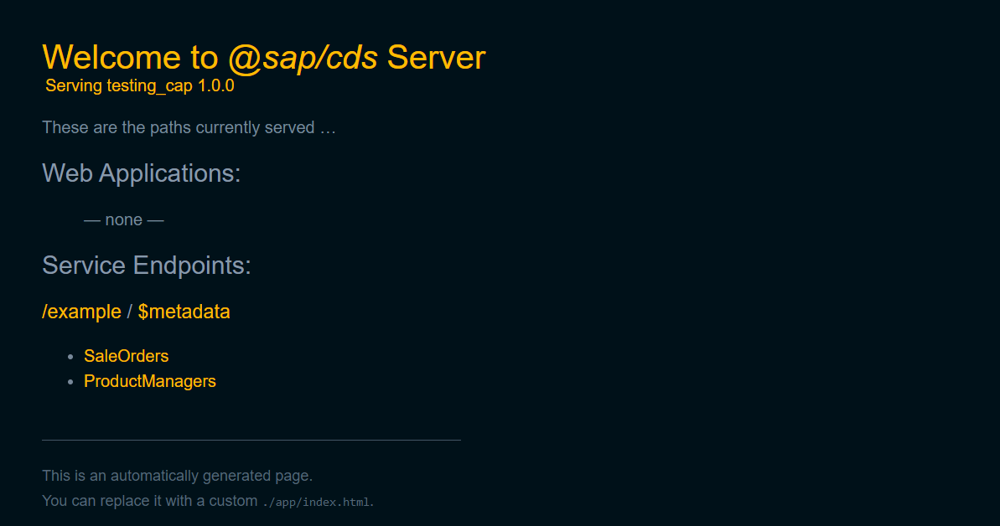 Welcome to @sap/cds Server
Serving testing_cap 1.0.0
These are the paths currently served …
Web Applications:
— none —
Service Endpoints:
/example / $metadata
• SaleOrders
• ProductManagers
This is an automatically generated page.
You can replace it with a custom ./app/index.html.